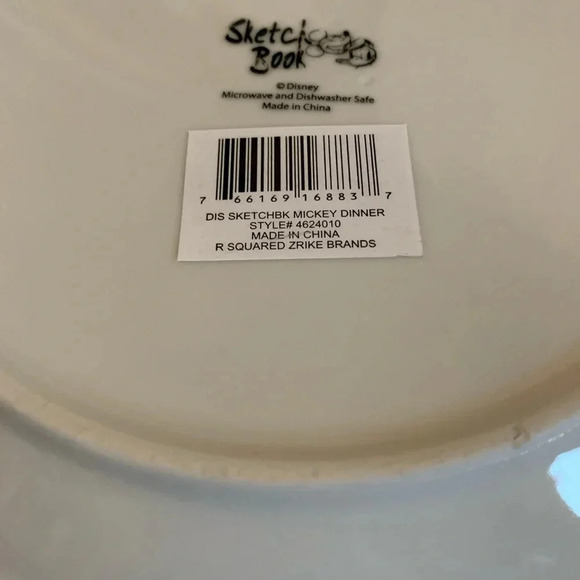 Sketch
Book
© Disney
Microwave and Dishwasher Safe
Made in China
7 66169 16883 7
DIS SKETCHBK MICKEY DINNER
STYLE# 4624010
MADE IN CHINA
R SQUARED ZRIKE BRANDS